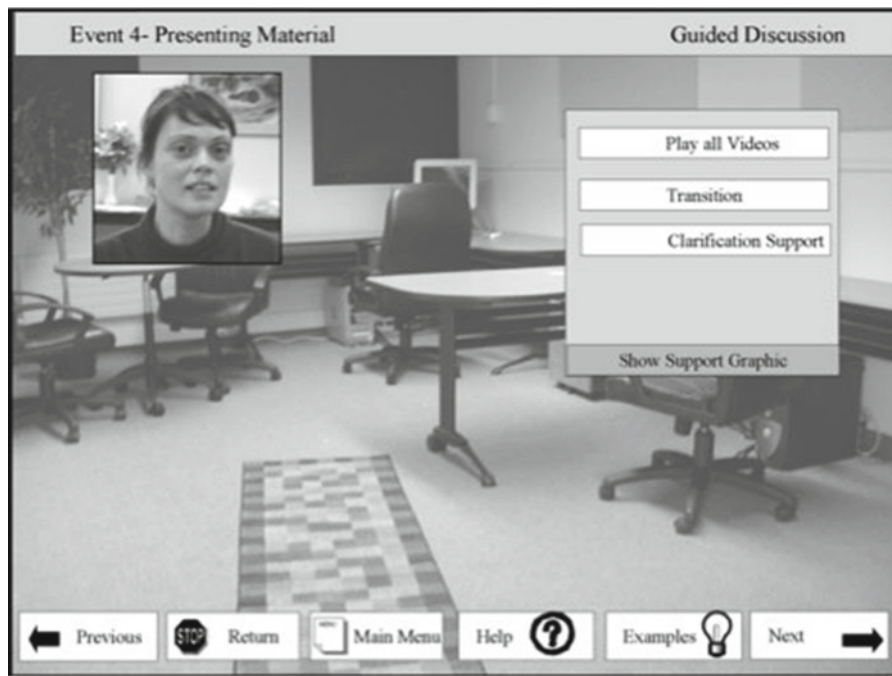 Event 4- Presenting Material
Guided Discussion
Play all Videos
Transition
Clarification Support
Show Support Graphic
Previous
STOP
Return
MENU
Main Menu
Help
?
Examples
Next